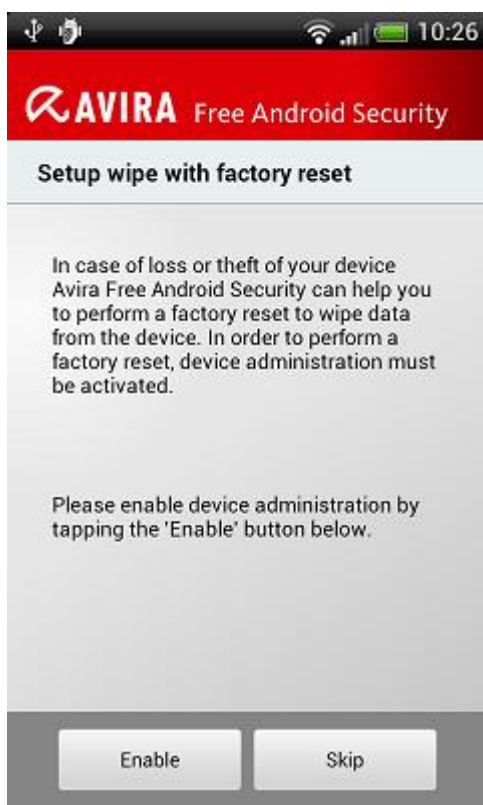 10:26
AVIRA Free Android Security
Setup wipe with factory reset
In case of loss or theft of your device
Avira Free Android Security can help you
to perform a factory reset to wipe data
from the device. In order to perform a
factory reset, device administration must
be activated.
Please enable device administration by
tapping the 'Enable' button below.
Enable Skip